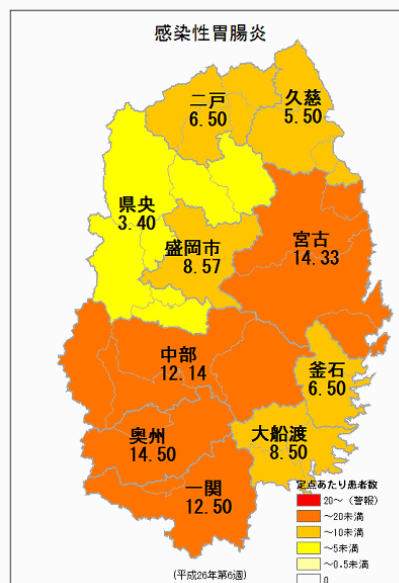 感染性胃腸炎
二戸
6.50
久慈
5.50
県央
3.40
盛岡市
8.57
宮古
14.33
中部
12.14
釜石
6.50
奥州
14.50
大船渡
8.50
一関
12.50
定点あたり患者数
20～（警報）
～20未満
～10未満
～5未満
～0.5未満
0
(平成26年第6週)